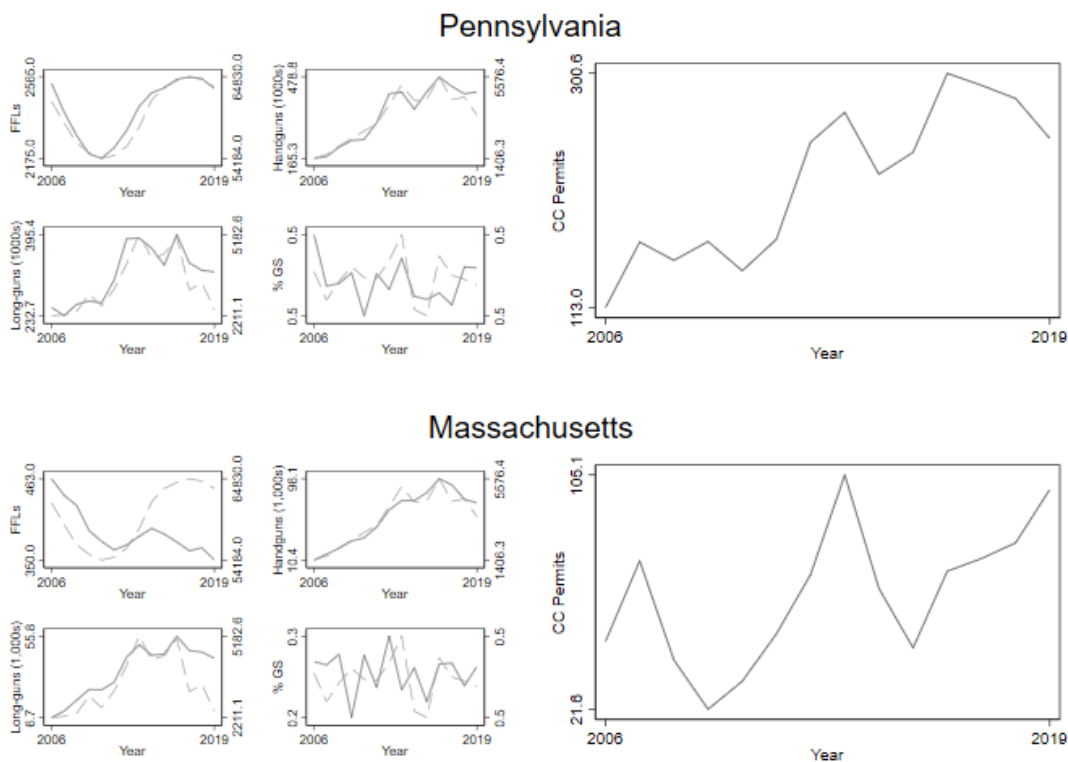 Pennsylvania
FFLs
2565.0
2175.0
64830.0
54184.0
2006
2019
Year
Handguns (1000s)
478.8
165.3
5576.4
1406.3
2006
2019
Year
Long-guns (1000s)
395.4
232.7
5182.6
2211.1
2006
2019
Year
% GS
0.5
0.5
0.5
0.5
2006
2019
Year
CC Permits
300.6
113.0
2006
2019
Year
Massachusetts
FFLs
463.0
350.0
64830.0
54184.0
2006
2019
Year
Handguns (1,000s)
98.1
10.4
5576.4
1406.3
2006
2019
Year
Long-guns (1,000s)
55.8
6.7
5182.6
2211.1
2006
2019
Year
% GS
0.3
0.2
0.5
0.5
2006
2019
Year
CC Permits
105.1
21.6
2006
2019
Year